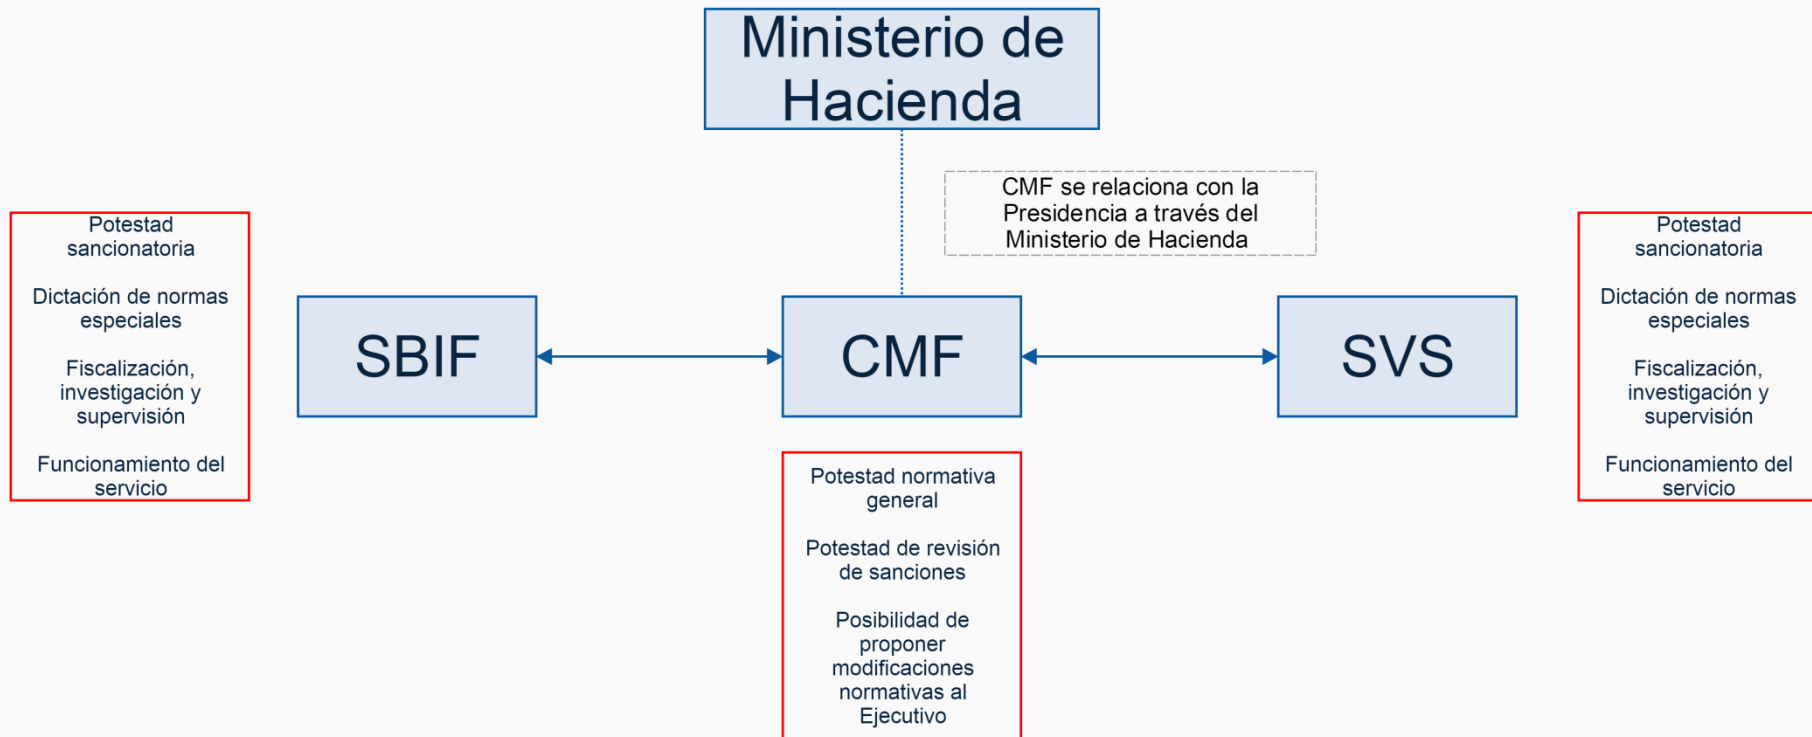 Ministerio de
Hacienda
CMF se relaciona con la
Presidencia a través del
Ministerio de Hacienda
Potestad
sancionatoria
Dictación de normas
especiales
Fiscalización,
investigación y
supervisión
Funcionamiento del
servicio
SBIF
CMF
SVS
Potestad
sancionatoria
Dictación de normas
especiales
Fiscalización,
investigación y
supervisión
Funcionamiento del
servicio
Potestad normativa
general
Potestad de revisión
de sanciones
Posibilidad de
proponer
modificaciones
normativas al
Ejecutivo